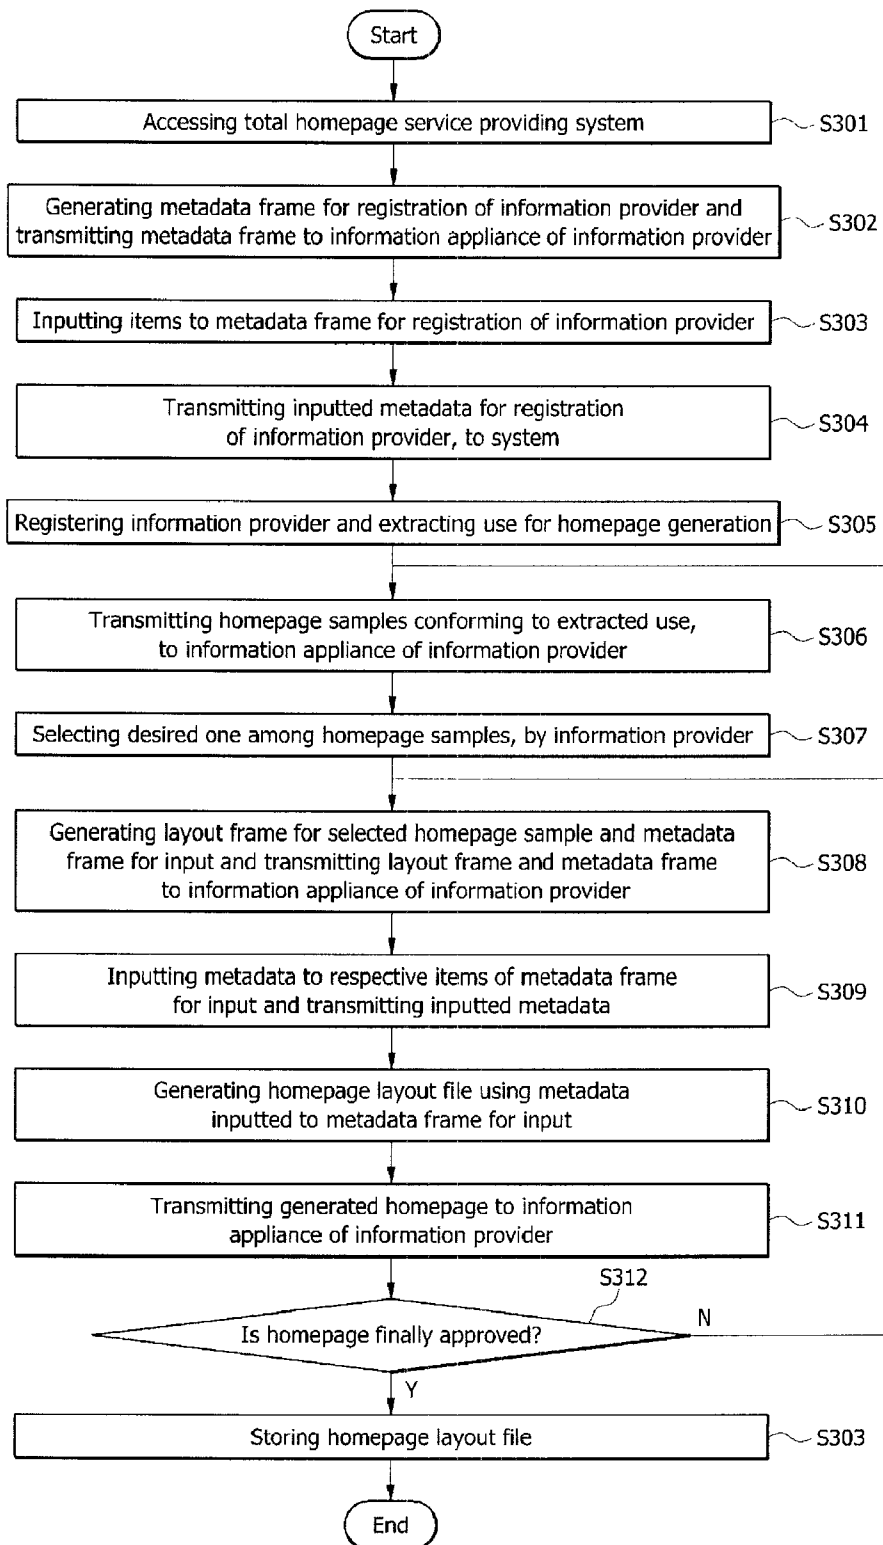 Start
Accessing total homepage service providing system
S301
Generating metadata frame for registration of information provider and
transmitting metadata frame to information appliance of information provider
S302
Inputting items to metadata frame for registration of information provider
S303
Transmitting inputted metadata for registration
of information provider, to system
S304
Registering information provider and extracting use for homepage generation
S305
Transmitting homepage samples conforming to extracted use,
to information appliance of information provider
S306
Selecting desired one among homepage samples, by information provider
S307
Generating layout frame for selected homepage sample and metadata
frame for input and transmitting layout frame and metadata frame
to information appliance of information provider
S308
Inputting metadata to respective items of metadata frame
for input and transmitting inputted metadata
S309
Generating homepage layout file using metadata
inputted to metadata frame for input
S310
Transmitting generated homepage to information
appliance of information provider
S311
S312
Is homepage finally approved?
N
Y
Storing homepage layout file
S303
End